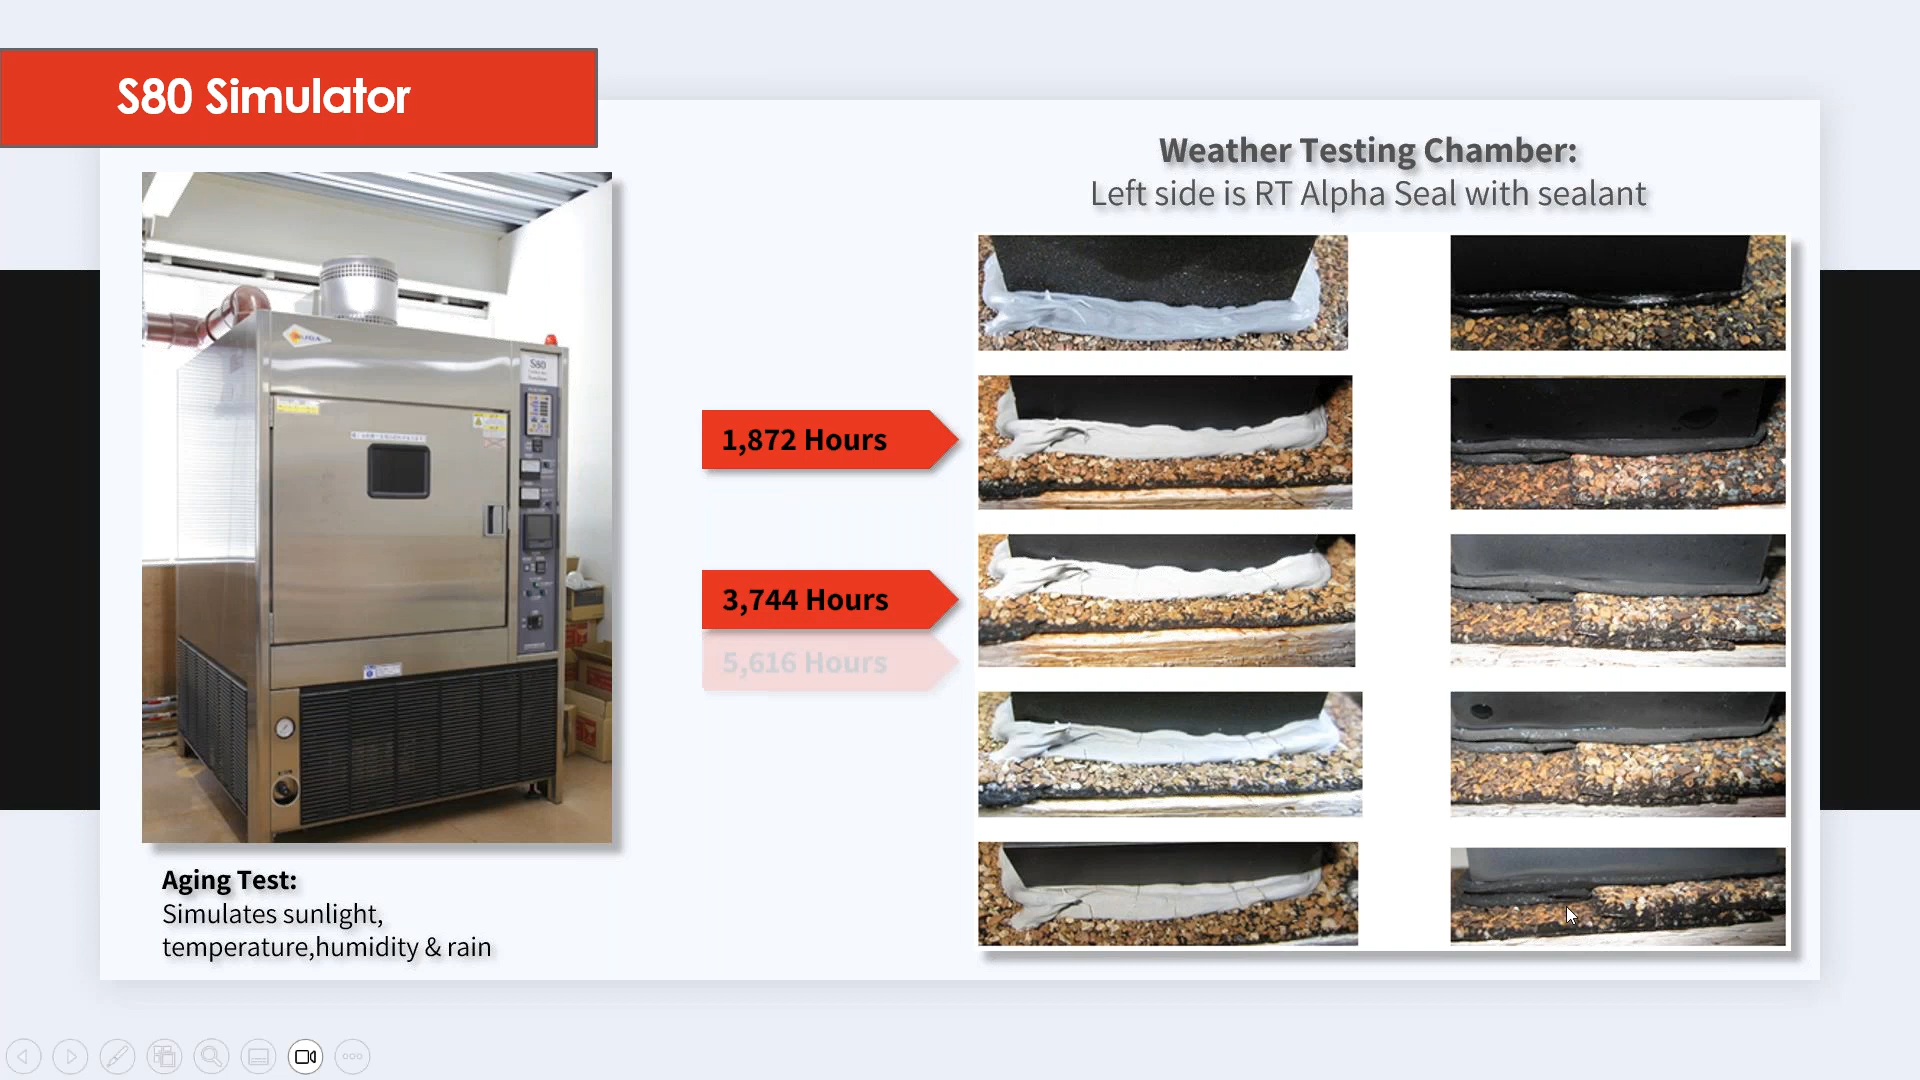 S80 Simulator
Weather Testing Chamber:
Left side is RT Alpha Seal with sealant
S80
1,872 Hours
3,744 Hours
5,616 Hours
Aging Test:
Simulates sunlight,
temperature,humidity & rain